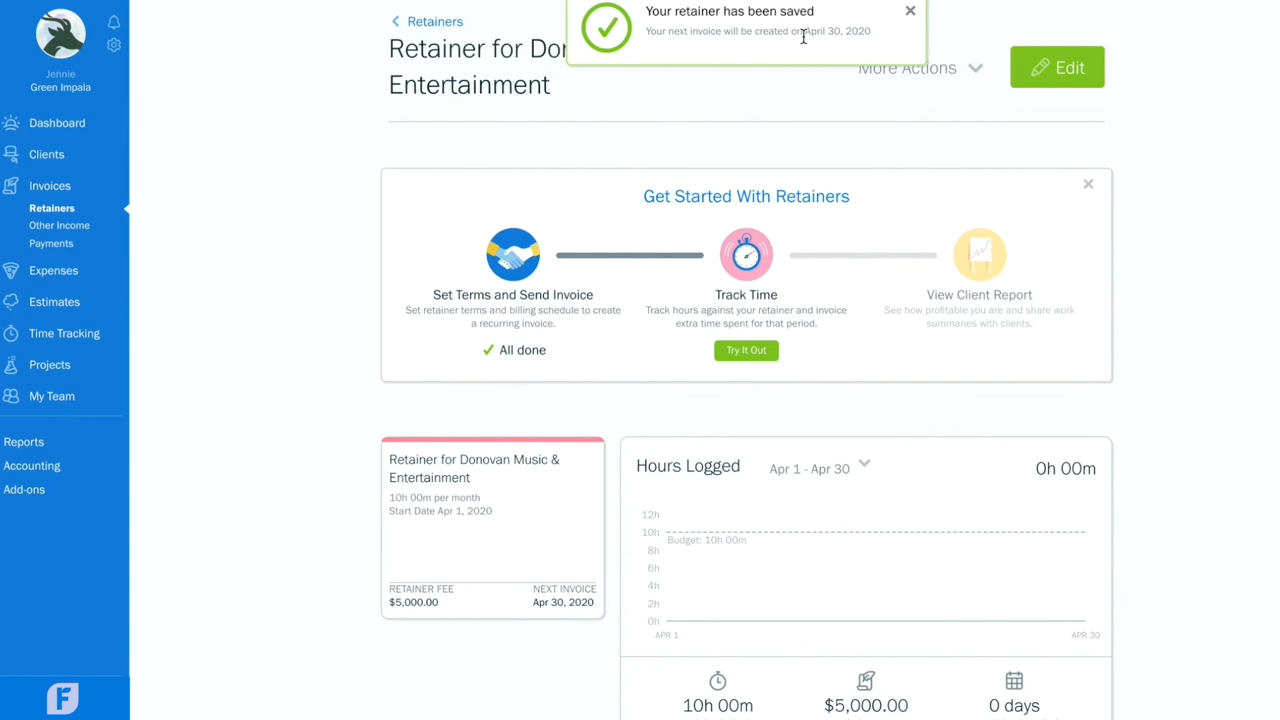 Jennie
Green Impala
Dashboard
Clients
Invoices
Retainers
Other Income
Payments
Expenses
Estimates
Time Tracking
Projects
My Team
Reports
Accounting
Add-ons
Retainers
Retainer for Do
Entertainment
Your retainer has been saved
Your next invoice will be created on April 30, 2020
More Actions
Edit
Get Started With Retainers
Set Terms and Send Invoice
Set retainer terms and billing schedule to create
a recurring invoice.
All done
Track Time
Track hours against your retainer and invoice
extra time spent for that period.
Try It Out
View Client Report
See how profitable you are and share work
summaries with clients.
Retainer for Donovan Music &
Entertainment
10h 00m per month
Start Date Apr 1, 2020
RETAINER FEE
$5,000.00
NEXT INVOICE
Apr 30, 2020
Hours Logged
Apr 1 - Apr 30
0h 00m
12h
10h
Budget: 10h 00m
8h
6h
4h
2h
0h
APR 1
APR 30
10h 00m
$5,000.00
0 days